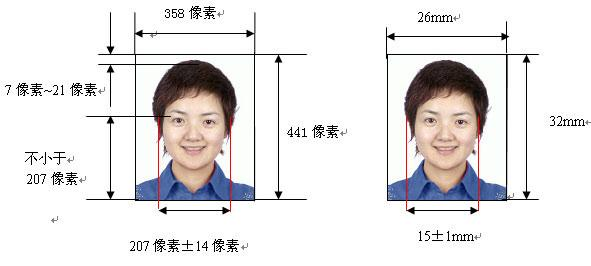 358 像素
7 像素~21 像素
441 像素
不小于
207 像素
207 像素±14 像素
26mm
32mm
15±1mm